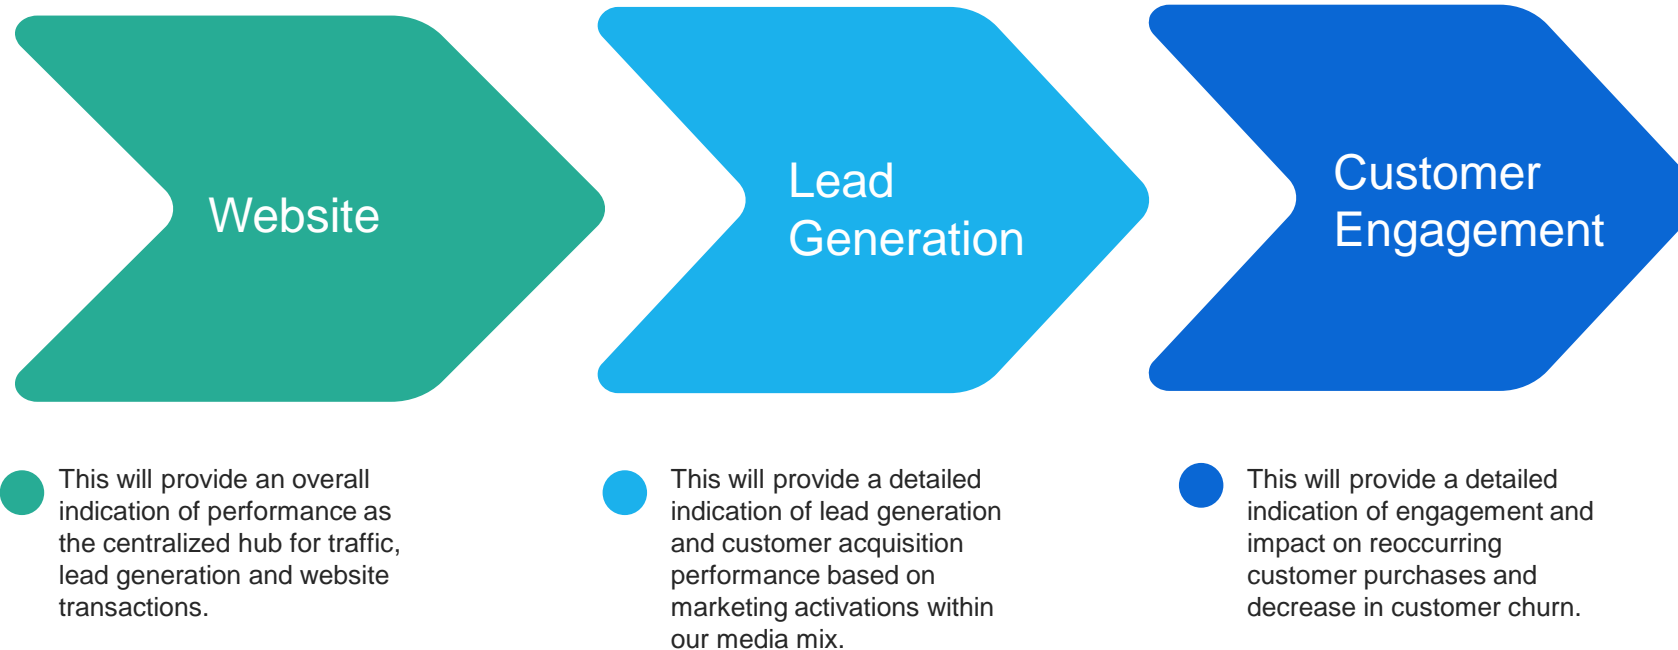 Website
Lead
Generation
Customer
Engagement
This will provide an overall
indication of performance as
the centralized hub for traffic,
lead generation and website
transactions.
This will provide a detailed
indication of lead generation
and customer acquisition
performance based on
marketing activations within
our media mix.
This will provide a detailed
indication of engagement and
impact on reoccurring
customer purchases and
decrease in customer churn.